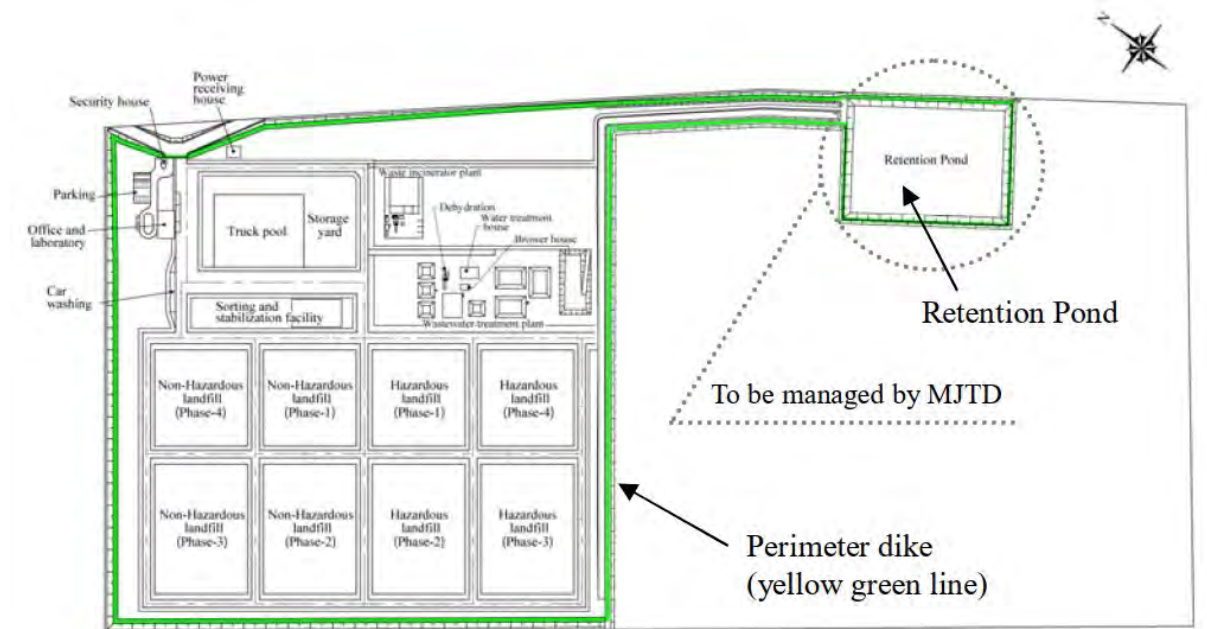 N
Power
receiving
house
Security house
Parking
Office and
laboratory
Car
washing
Truck pool
Storage
yard
Sorting and
stabilization facility
Waste incinerator plant
Dehydration
Water treatment
house
Brower house
Wastewater treatment plant
Retention Pond
Retention Pond
To be managed by MJTD
Non-Hazardous
landfill
(Phase-4)
Non-Hazardous
landfill
(Phase-1)
Hazardous
landfill
(Phase-1)
Hazardous
landfill
(Phase-4)
Non-Hazardous
landfill
(Phase-3)
Non-Hazardous
landfill
(Phase-2)
Hazardous
landfill
(Phase-2)
Hazardous
landfill
(Phase-3)
Perimeter dike
(yellow green line)